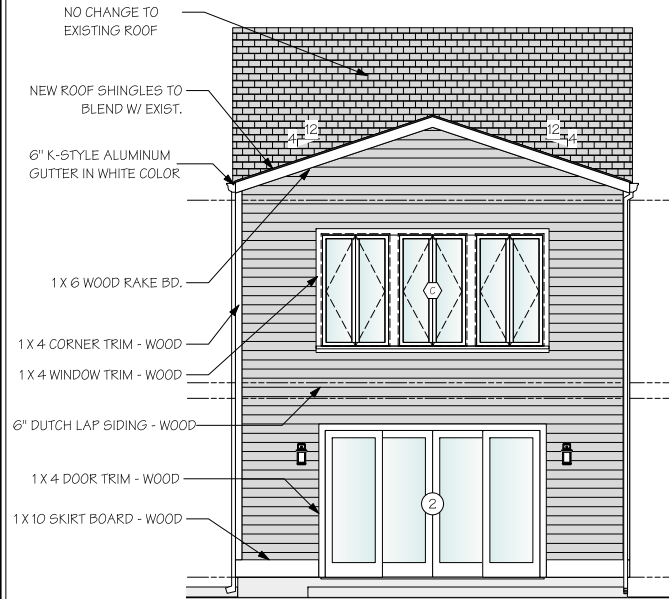 NO CHANGE TO
EXISTING ROOF
NEW ROOF SHINGLES TO
BLEND W/ EXIST.
12
4
12
4
6" K-STYLE ALUMINUM
GUTTER IN WHITE COLOR
1 X 6 WOOD RAKE BD.
C
1 X 4 CORNER TRIM - WOOD
1 X 4 WINDOW TRIM - WOOD
6" DUTCH LAP SIDING - WOOD
1 X 4 DOOR TRIM - WOOD
2
1 X 10 SKIRT BOARD - WOOD